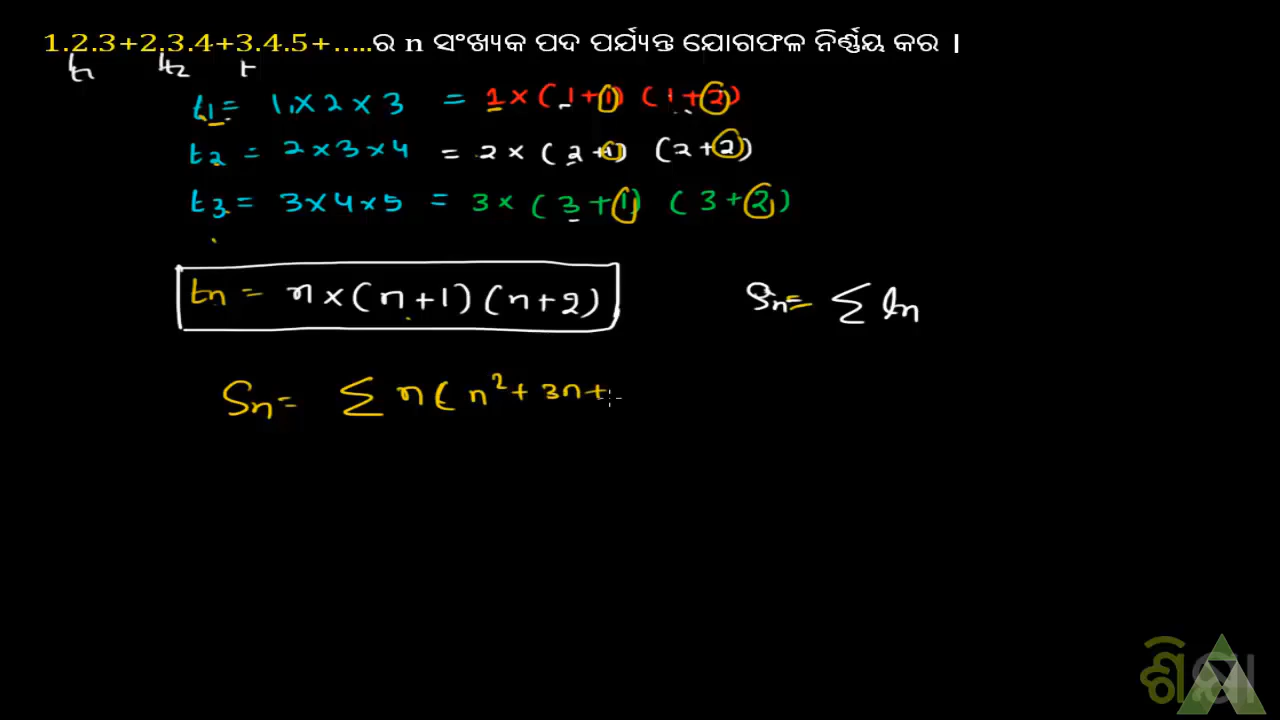 1.2.3+2.3.4+3.4.5+.....ର n ସଂଖ୍ୟକ ପଦ ପର୍ଯ୍ୟନ୍ତ ଯୋଗଫଳ ନିର୍ଣ୍ଣୟ କର ।
t1 t2 t
t1 = 1 × 2 × 3 = 1 × (1+1) (1+2)
t2 = 2 × 3 × 4 = 2 × (2+1) (2+2)
t3 = 3 × 4 × 5 = 3 × (3+1) (3+2)
tn = n × (n+1) (n+2)
Sn = ∑ tn
Sn = ∑ n( n² + 3n +